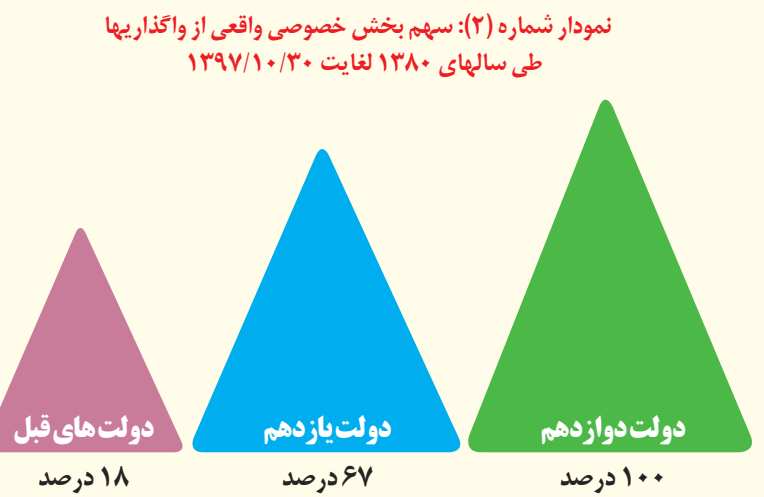 نمودار شماره (۲): سهم بخش خصوصی واقعی از واگذاریها
طی سالهای ۱۳۸۰ لغایت ۱۳۹۷/۱۰/۳۰
دولت دوازدهم
دولت یازدهم
دولت های قبل
۱۰۰ درصد
۶۷ درصد
۱۸ درصد